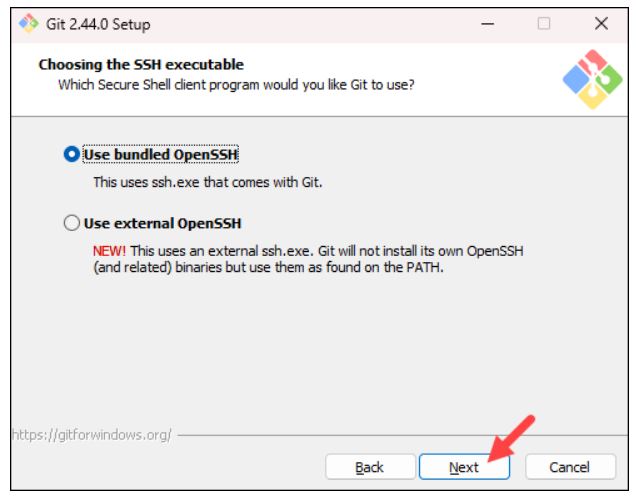 Git 2.44.0 Setup
Choosing the SSH executable
Which Secure Shell client program would you like Git to use?
Use bundled OpenSSH
This uses ssh.exe that comes with Git.
Use external OpenSSH
NEW! This uses an external ssh.exe. Git will not install its own OpenSSH
(and related) binaries but use them as found on the PATH.
https://gitforwindows.org/
Back
Next
Cancel